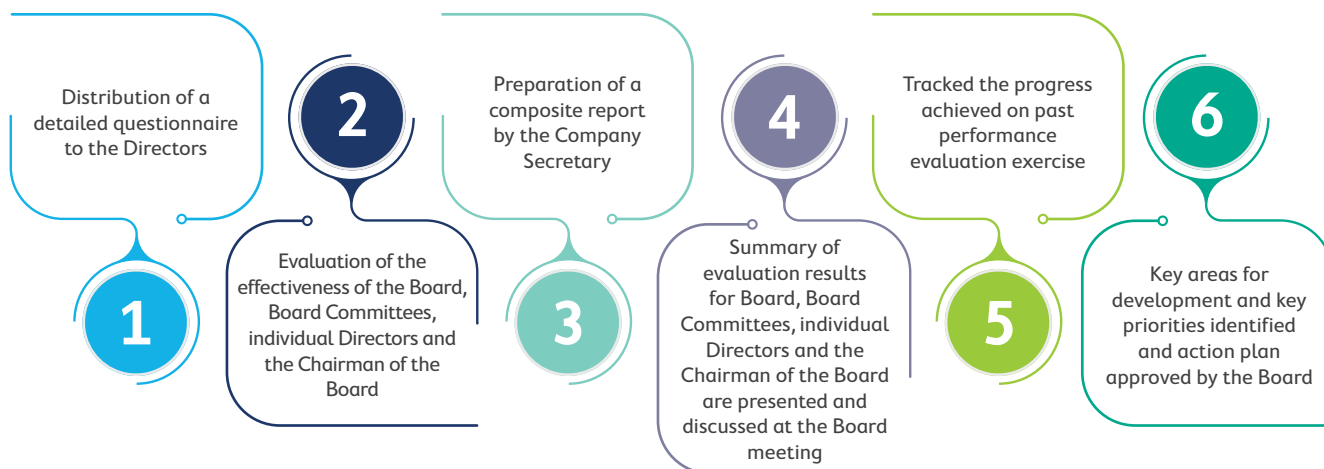 1
Distribution of a
detailed questionnaire
to the Directors
2
Evaluation of the
effectiveness of the Board,
Board Committees,
individual Directors and
the Chairman of the
Board
3
Preparation of a
composite report
by the Company
Secretary
4
Summary of
evaluation results
for Board, Board
Committees, individual
Directors and the
Chairman of the Board
are presented and
discussed at the Board
meeting
5
Tracked the progress
achieved on past
performance
evaluation exercise
6
Key areas for
development and key
priorities identified
and action plan
approved by the Board